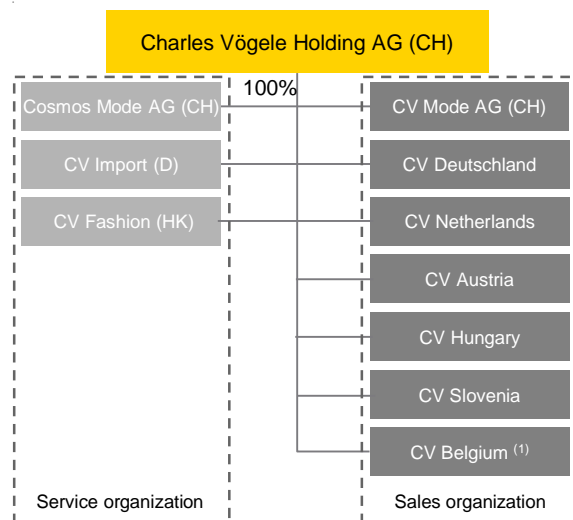 Charles Vögele Holding AG (CH)
100%
Cosmos Mode AG (CH)
CV Mode AG (CH)
CV Import (D)
CV Deutschland
CV Fashion (HK)
CV Netherlands
CV Austria
CV Hungary
CV Slovenia
CV Belgium (1)
Service organization
Sales organization